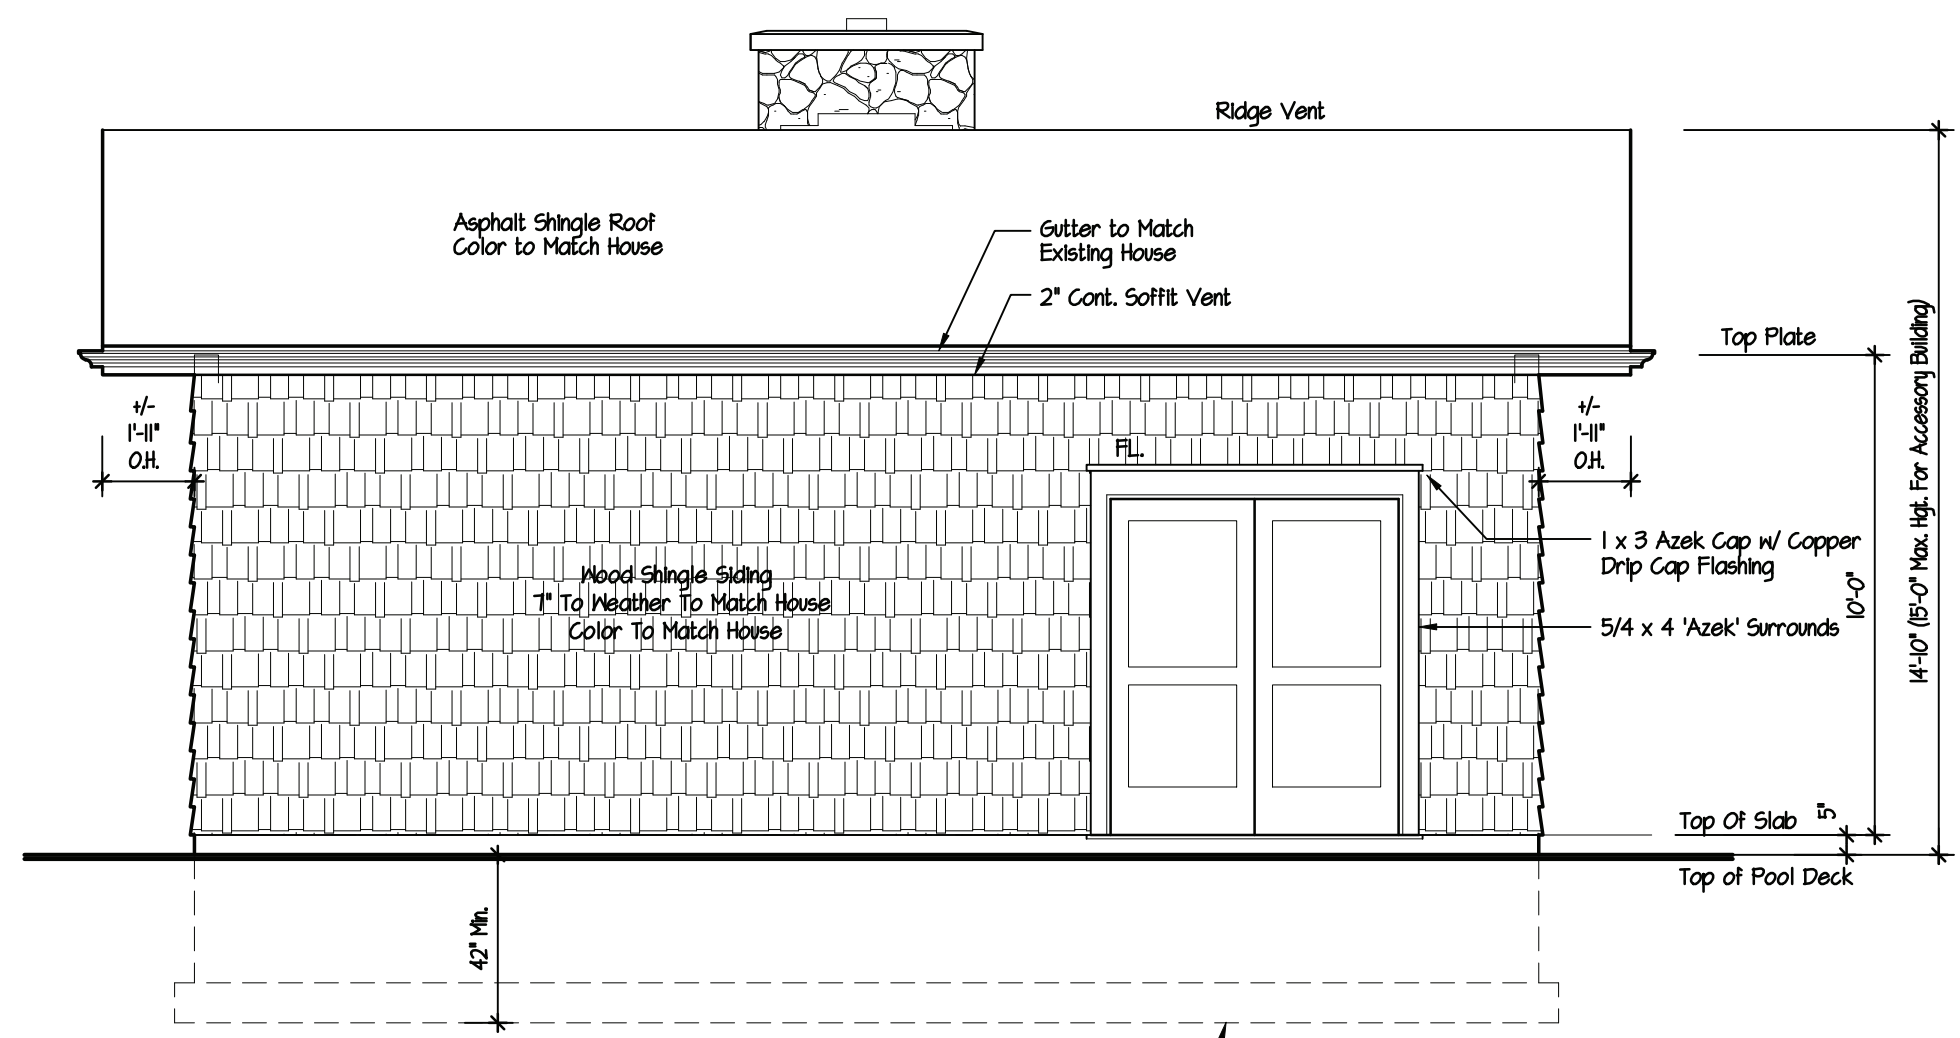 Ridge Vent
Asphalt Shingle Roof
Color to Match House
Gutter to Match
Existing House
2" Cont. Soffit Vent
Top Plate
+/-
1'-11"
O.H.
FL.
+/-
1'-11"
O.H.
1 x 3 Azek Cap w/ Copper
Drip Cap Flashing
Wood Shingle Siding
7" To Weather To Match House
Color To Match House
5/4 x 4 'Azek' Surrounds
10'-0"
14'-10" (15'-0" Max. Hgt. For Accessory Building)
Top Of Slab
5"
Top of Pool Deck
42" Min.